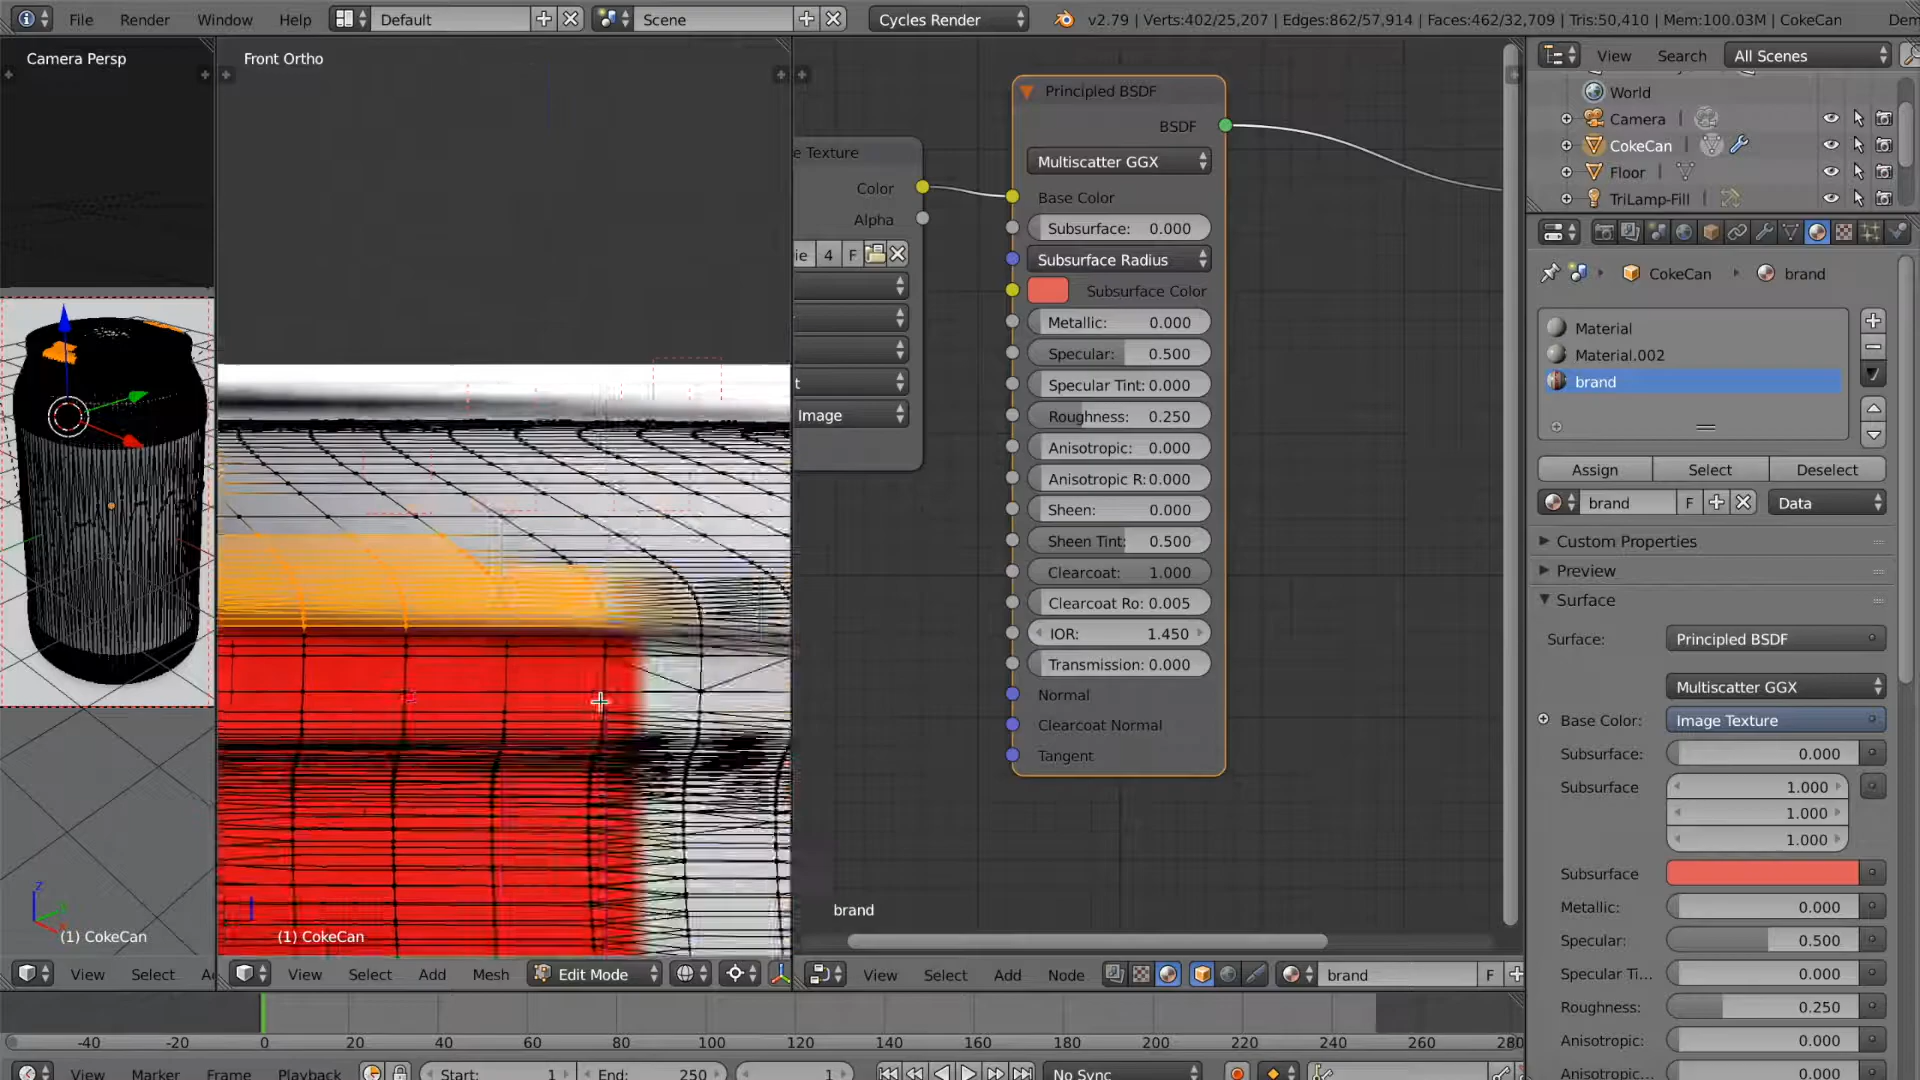 File Render Window Help Default Scene Cycles Render v2.79 | Verts:402/25,207 | Edges:862/57,914 | Faces:462/32,709 | Tris:50,410 | Mem:100.03M | CokeCan
Camera Persp
Front Ortho
(1) CokeCan
(1) CokeCan
e Texture
Color
Alpha
ie 4 F
t
Image
Principled BSDF
BSDF
Multiscatter GGX
Base Color
Subsurface: 0.000
Subsurface Radius
Subsurface Color
Metallic: 0.000
Specular: 0.500
Specular Tint: 0.000
Roughness: 0.250
Anisotropic: 0.000
Anisotropic R: 0.000
Sheen: 0.000
Sheen Tint: 0.500
Clearcoat: 1.000
Clearcoat Ro: 0.005
IOR: 1.450
Transmission: 0.000
Normal
Clearcoat Normal
Tangent
brand
View Search All Scenes
World
Camera
CokeCan
Floor
TriLamp-Fill
CokeCan brand
Material
Material.002
brand
Assign Select Deselect
brand F Data
Custom Properties
Preview
Surface
Surface: Principled BSDF
Multiscatter GGX
Base Color: Image Texture
Subsurface: 0.000
Subsurface 1.000
1.000
1.000
Subsurface
Metallic: 0.000
Specular: 0.500
Specular Ti... 0.000
Roughness: 0.250
Anisotropic: 0.000
Anisotropic... 0.000
View Select
View Select Add Mesh Edit Mode
View Select Add Node brand F
-40 -20 0 20 40 60 80 100 120 140 160 180 200 220 240 260 280
View Marker Frame Playback Start: 1 End: 250 1 No Sync